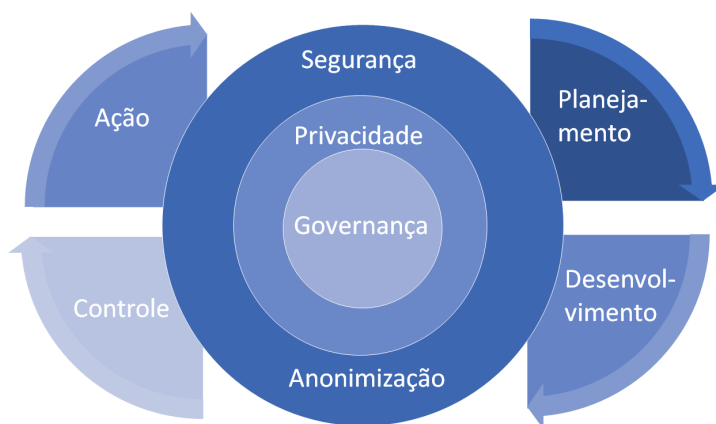 Segurança
Ação
Planeja-
mento
Privacidade
Governança
Controle
Desenvol-
vimento
Anonimização